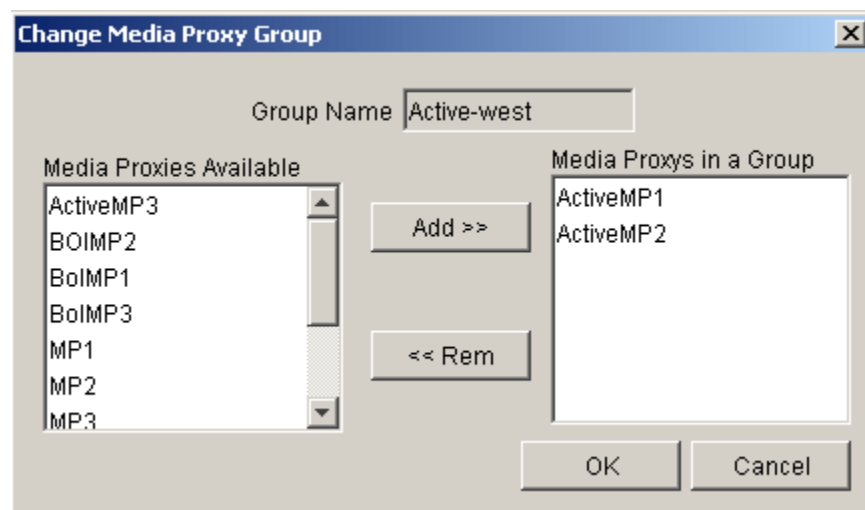 Change Media Proxy Group
Group Name Active-west
Media Proxies Available
ActiveMP3
BOIMP2
BoIMP1
BoIMP3
MP1
MP2
MP3
Add >>
<< Rem
Media Proxys in a Group
ActiveMP1
ActiveMP2
OK
Cancel